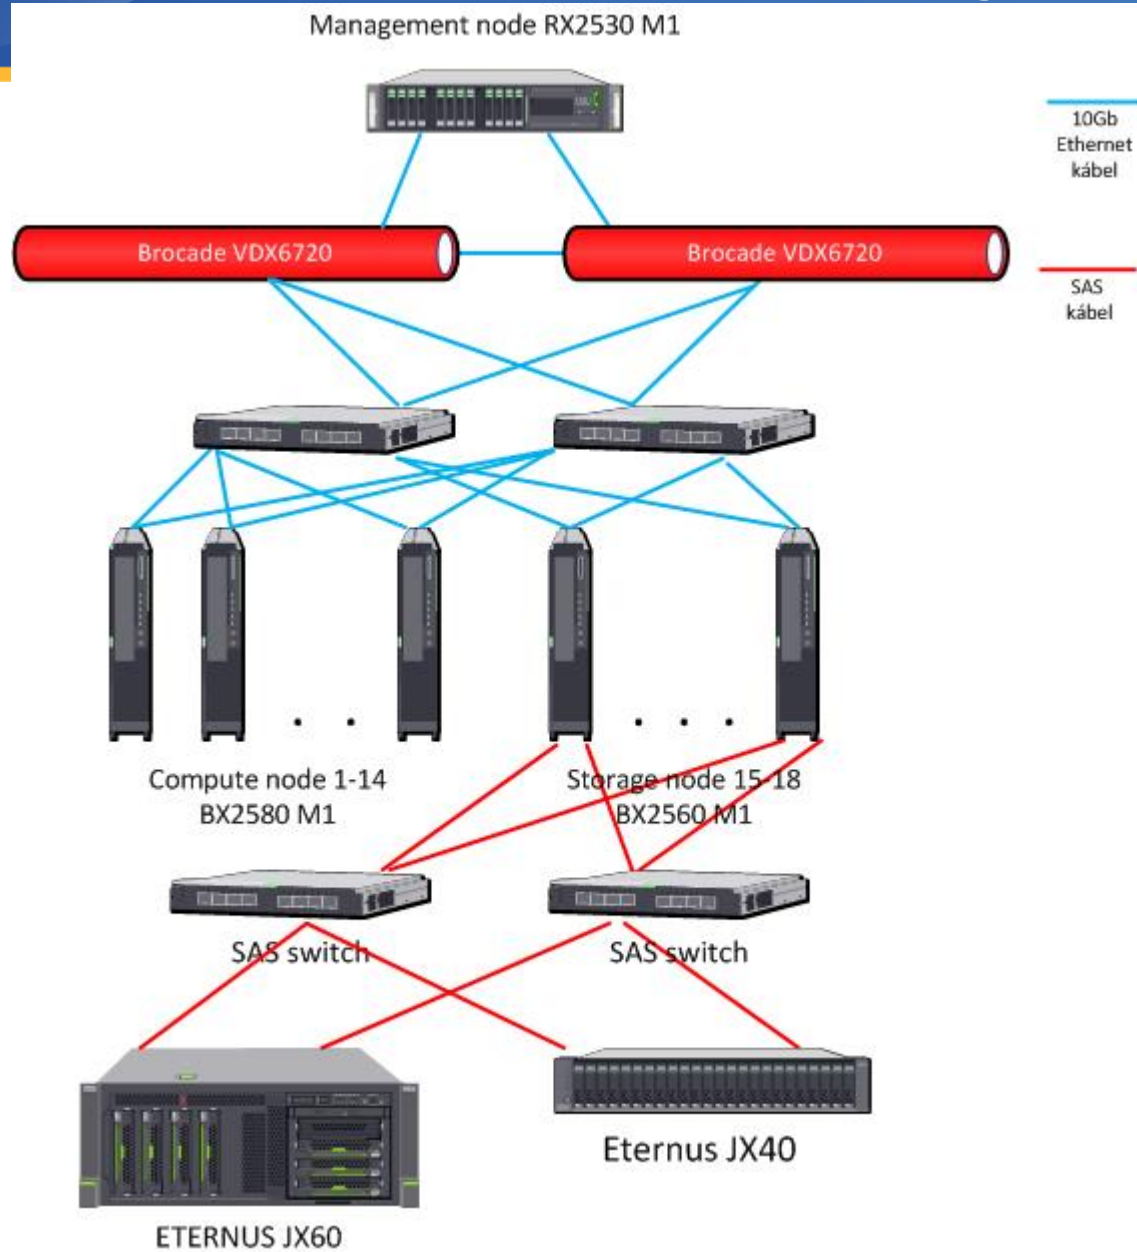 Management node RX2530 M1
10Gb
Ethernet
kábel
Brocade VDX6720
Brocade VDX6720
SAS
kábel
Compute node 1-14
BX2580 M1
Storage node 15-18
BX2560 M1
SAS switch
SAS switch
Eternus JX40
ETERNUS JX60